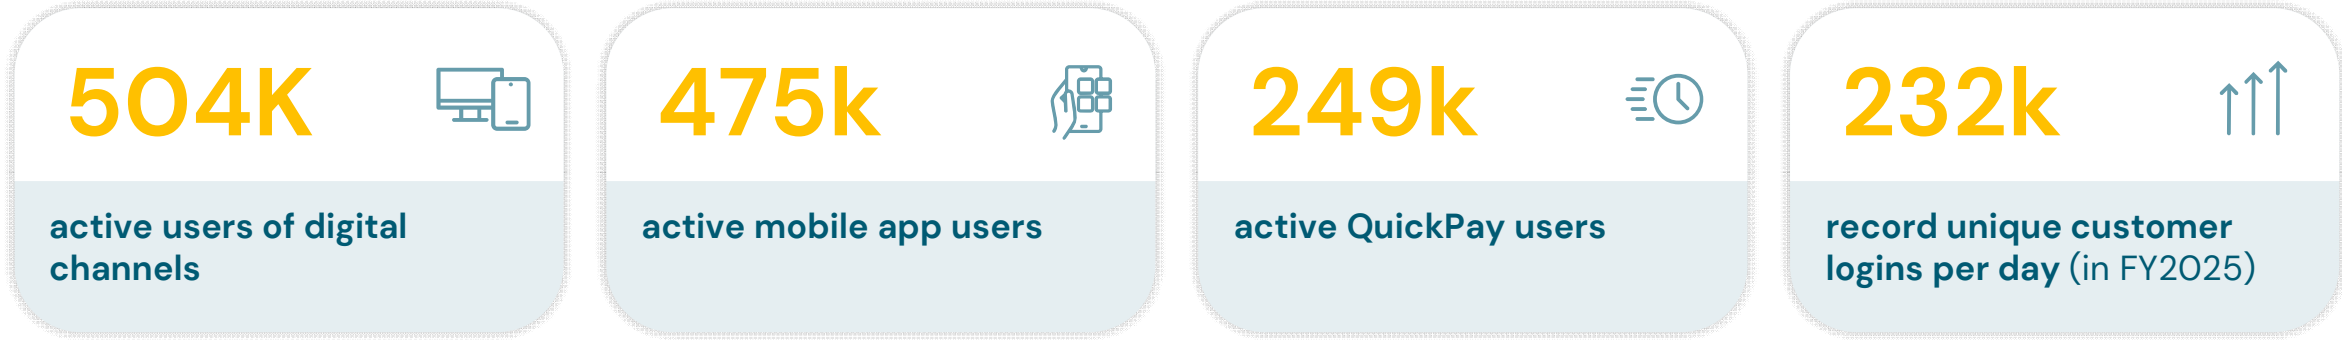 504K
active users of digital
channels
475k
active mobile app users
249k
active QuickPay users
232k
record unique customer
logins per day (in FY2025)